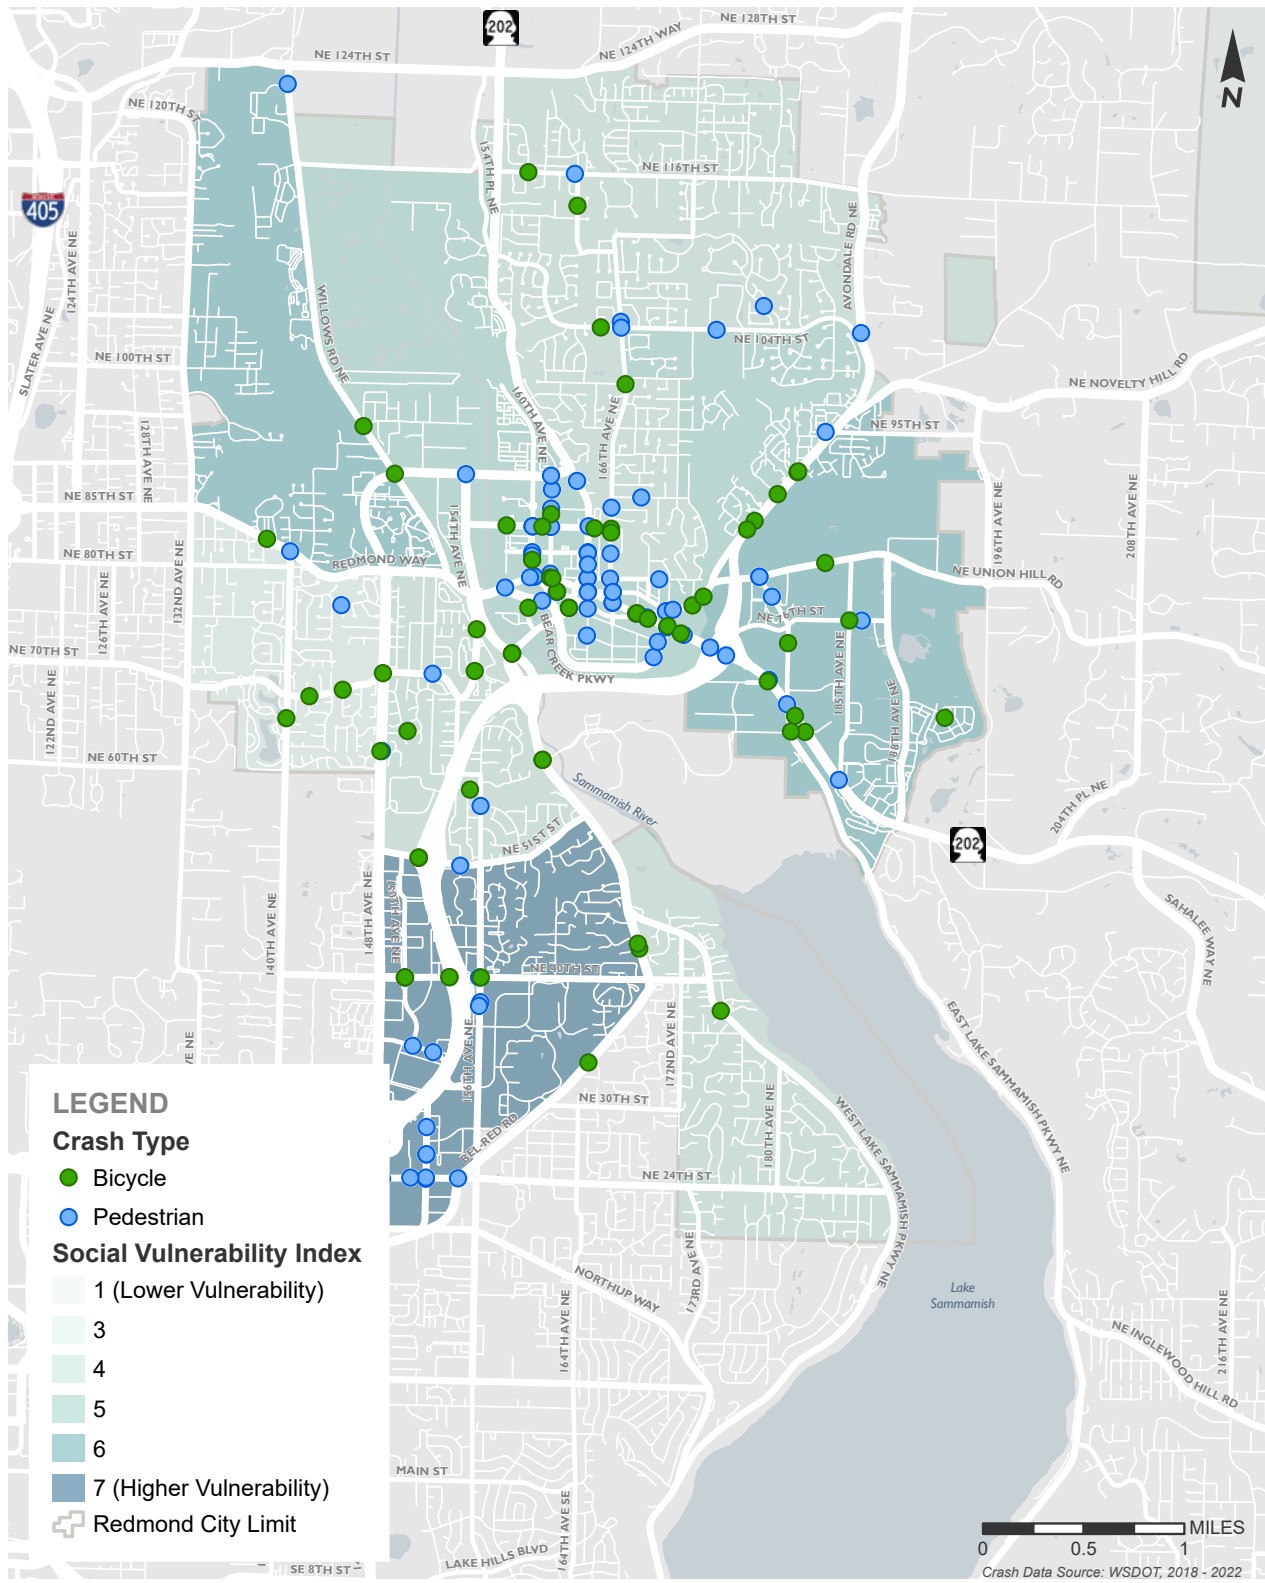 202
NE 128TH ST
NE 124TH WAY
NE 124TH ST
N
NE 120TH ST
154TH PL NE
NE 116TH ST
405
124TH AVE NE
AVONDALE RD NE
WILLOWS RD NE
SLATER AVE NE
NE 104TH ST
NE 100TH ST
NE NOVELTY HILL RD
160TH AVE NE
166TH AVE NE
128TH AVE NE
NE 95TH ST
NE 85TH ST
154TH AVE NE
196TH AVE NE
208TH AVE NE
NE 80TH ST
132ND AVE NE
REDMOND WAY
NE UNION HILL RD
126TH AVE NE
NE 76TH ST
BEAR CREEK PKWY
NE 70TH ST
185TH AVE NE
122ND AVE NE
188TH AVE NE
NE 60TH ST
Sammamish River
204TH PL NE
NE 51ST ST
202
148TH AVE NE
150TH AVE NE
140TH AVE NE
SAHALEE WAY NE
NE 40TH ST
172ND AVE NE
EAST LAKE SAMMAMISH PKWY NE
VE NE
156TH AVE NE
NE 30TH ST
180TH AVE NE
WEST LAKE SAMMAMISH PKWY NE
BEL-RED RD
NE 24TH ST
173RD AVE NE
NORTHUP WAY
Lake
Sammamish
164TH AVE NE
216TH AVE NE
NE INGLEWOOD HILL RD
MAIN ST
164TH AVE SE
LAKE HILLS BLVD
SE 8TH ST
LEGEND
Crash Type
Bicycle
Pedestrian
Social Vulnerability Index
1 (Lower Vulnerability)
3
4
5
6
7 (Higher Vulnerability)
Redmond City Limit
MILES
0 0.5 1
Crash Data Source: WSDOT, 2018 - 2022